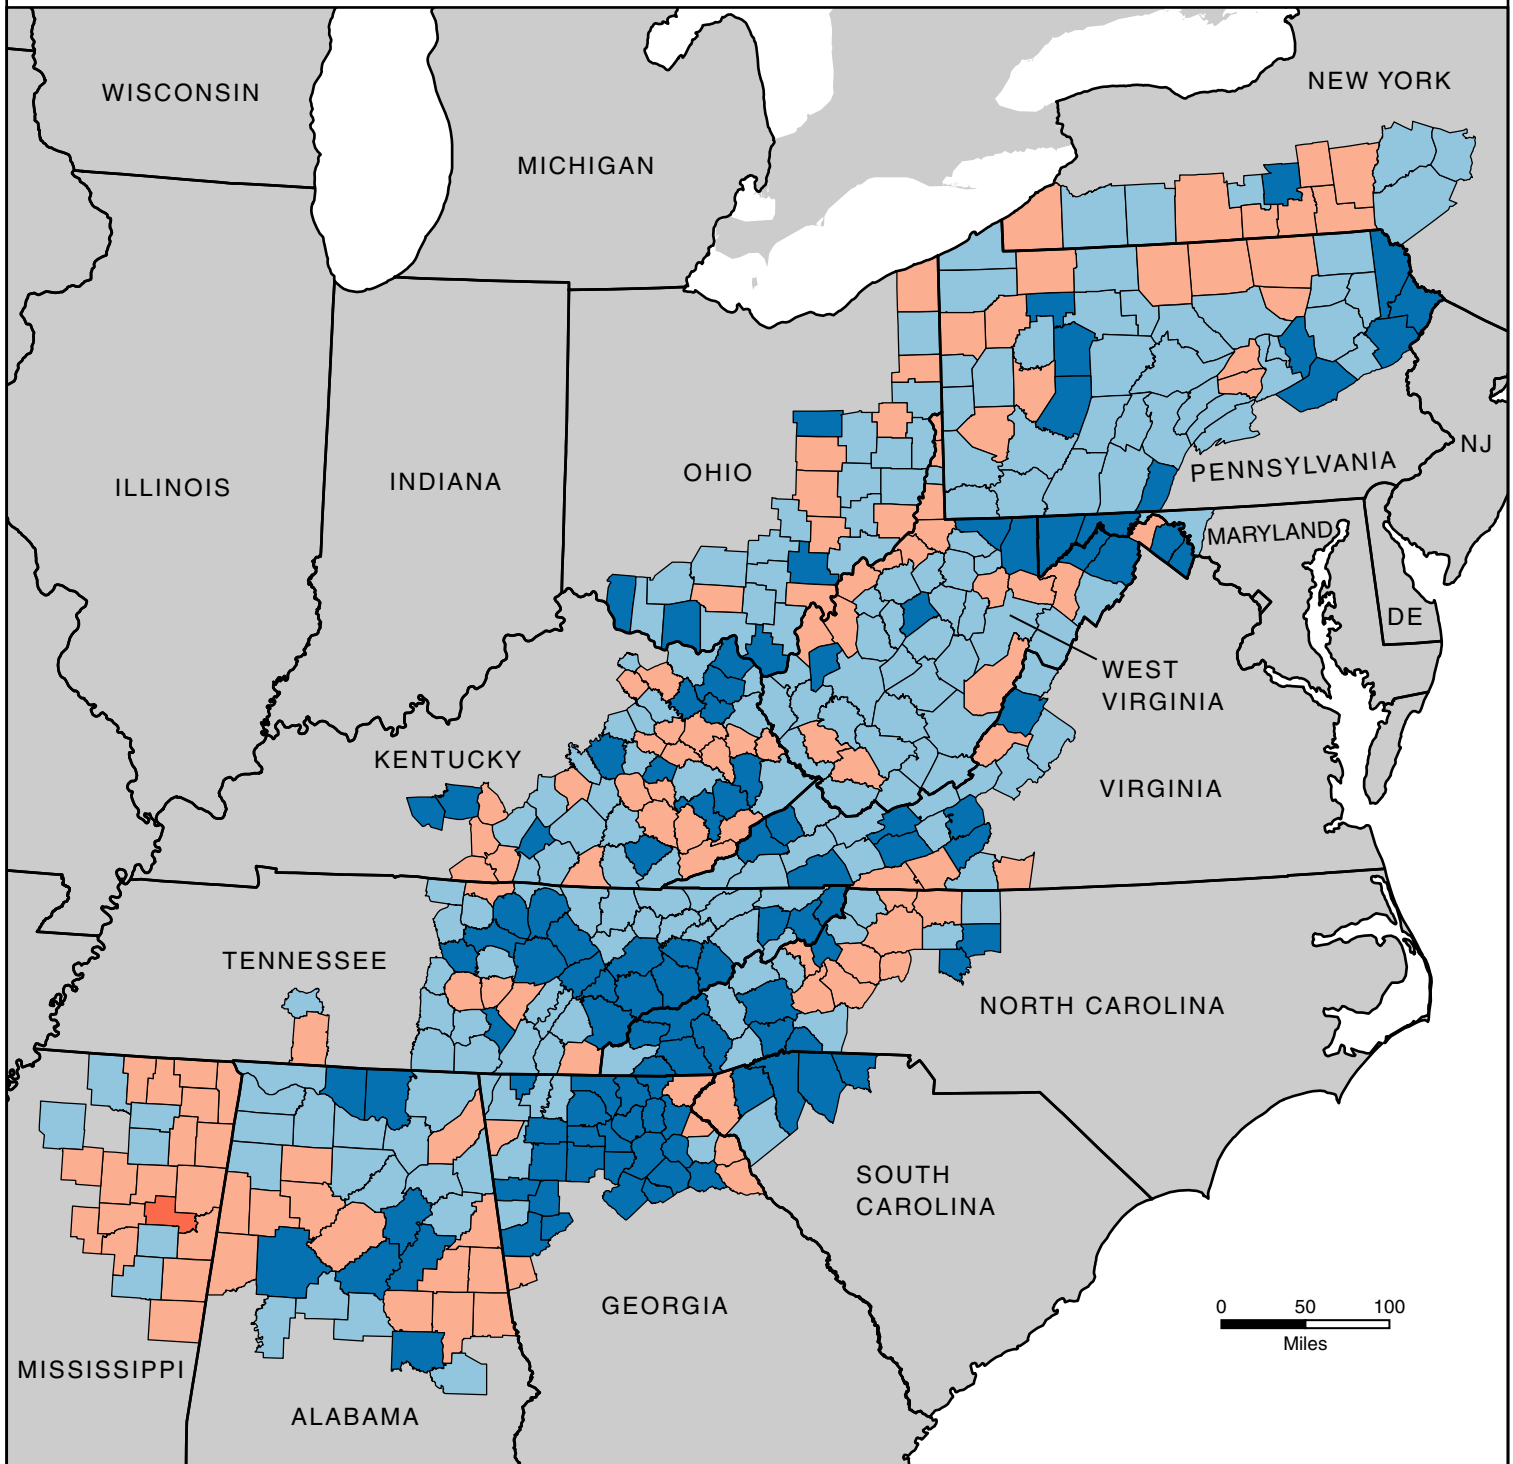 WISCONSIN
NEW YORK
MICHIGAN
ILLINOIS
INDIANA
OHIO
PENNSYLVANIA
NJ
MARYLAND
DE
WEST
VIRGINIA
KENTUCKY
VIRGINIA
TENNESSEE
NORTH CAROLINA
SOUTH
CAROLINA
GEORGIA
0 50 100
Miles
MISSISSIPPI
ALABAMA